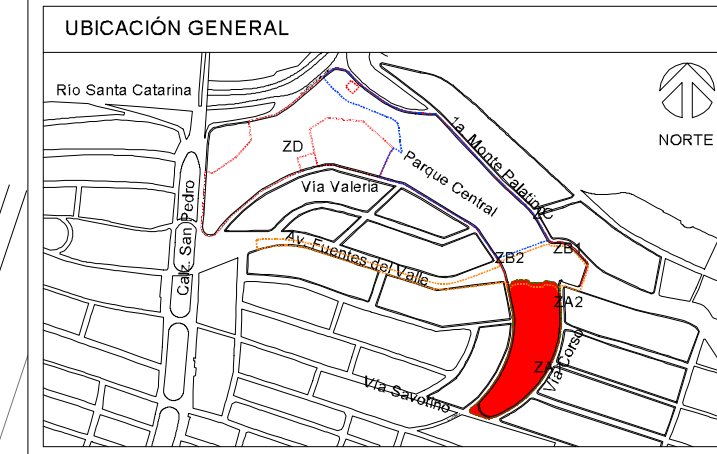 UBICACIÓN GENERAL
Río Santa Catarina
NORTE
1a. Monte Palatino
ZC
ZD
Parque Central
Vía Valeria
Calz. San Pedro
Av. Fuentes del Valle
ZB2
ZB1
ZA2
ZA
Vía Corso
Vía Savotino